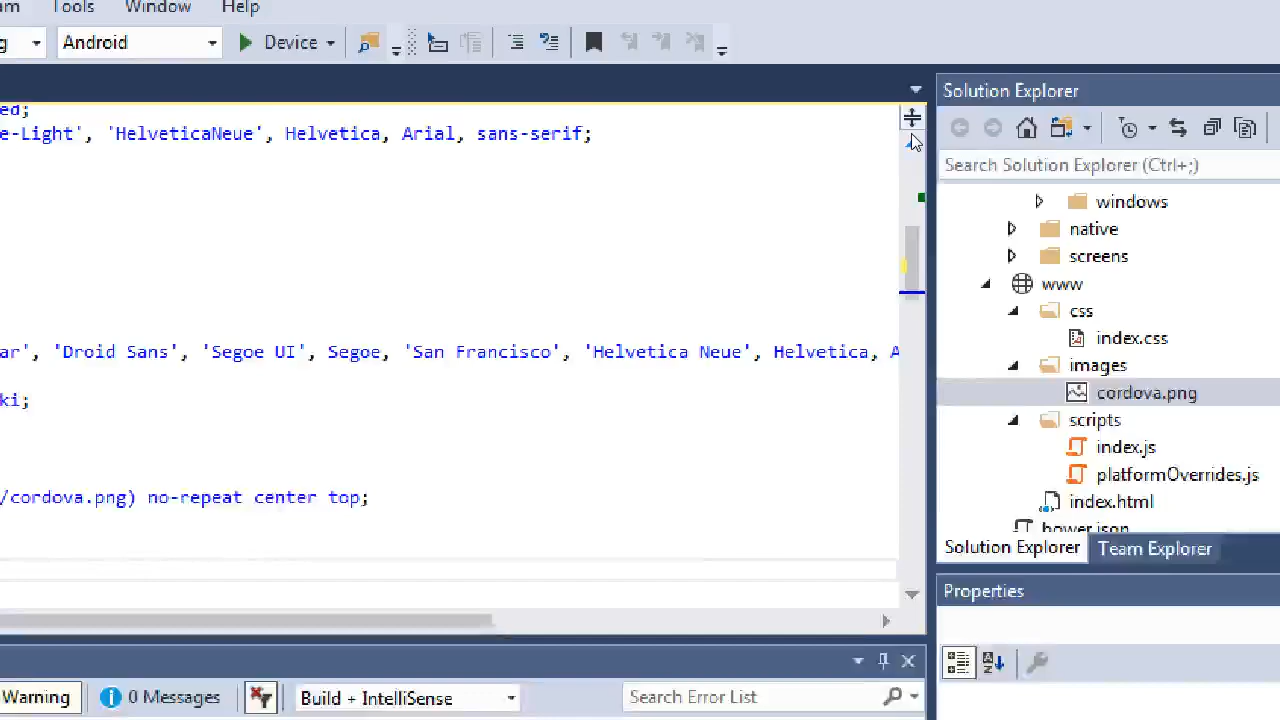 Tools Window Help
Android Device
ed;
e-Light', 'HelveticaNeue', Helvetica, Arial, sans-serif;
ar', 'Droid Sans', 'Segoe UI', Segoe, 'San Francisco', 'Helvetica Neue', Helvetica, A
ki;
/cordova.png) no-repeat center top;
Warning 0 Messages Build + IntelliSense Search Error List
Solution Explorer
Search Solution Explorer (Ctrl+;)
windows
native
screens
www
css
index.css
images
cordova.png
scripts
index.js
platformOverrides.js
index.html
bower.json
Solution Explorer Team Explorer
Properties